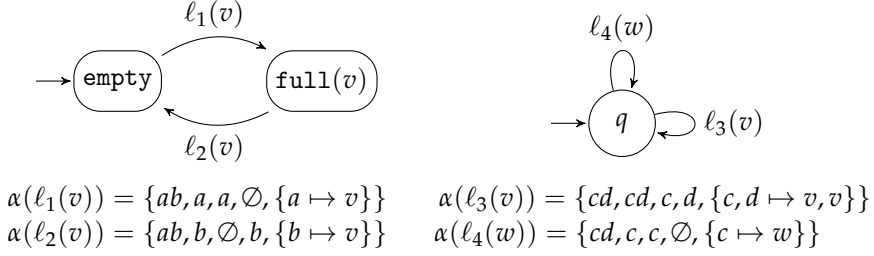 ℓ₁(v)
empty
full(v)
ℓ₂(v)
ℓ₄(w)
q
ℓ₃(v)
α(ℓ₁(v)) = {ab, a, a, ∅, {a ↦ v}}
α(ℓ₂(v)) = {ab, b, ∅, b, {b ↦ v}}
α(ℓ₃(v)) = {cd, cd, c, d, {c, d ↦ v, v}}
α(ℓ₄(w)) = {cd, c, c, ∅, {c ↦ w}}